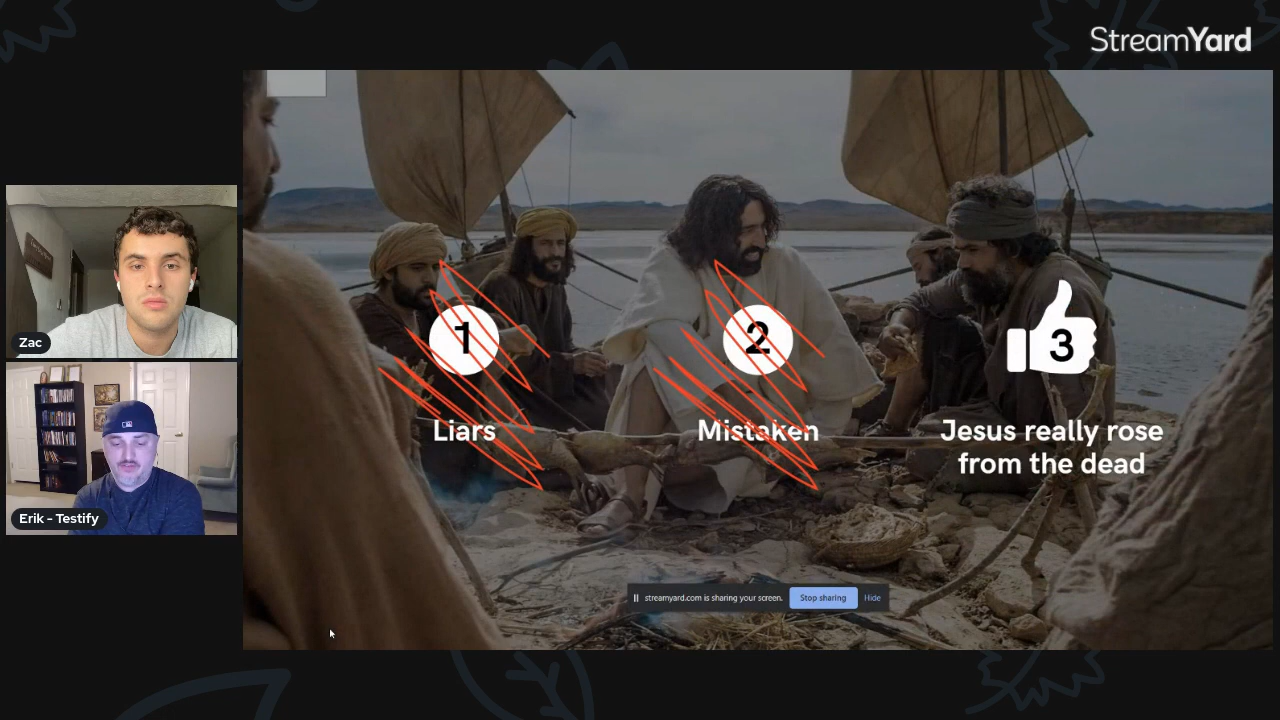 StreamYard
Zac
Erik - Testify
1
2
3
Liars
Mistaken
Jesus really rose
from the dead
streamyard.com is sharing your screen.
Stop sharing
Hide